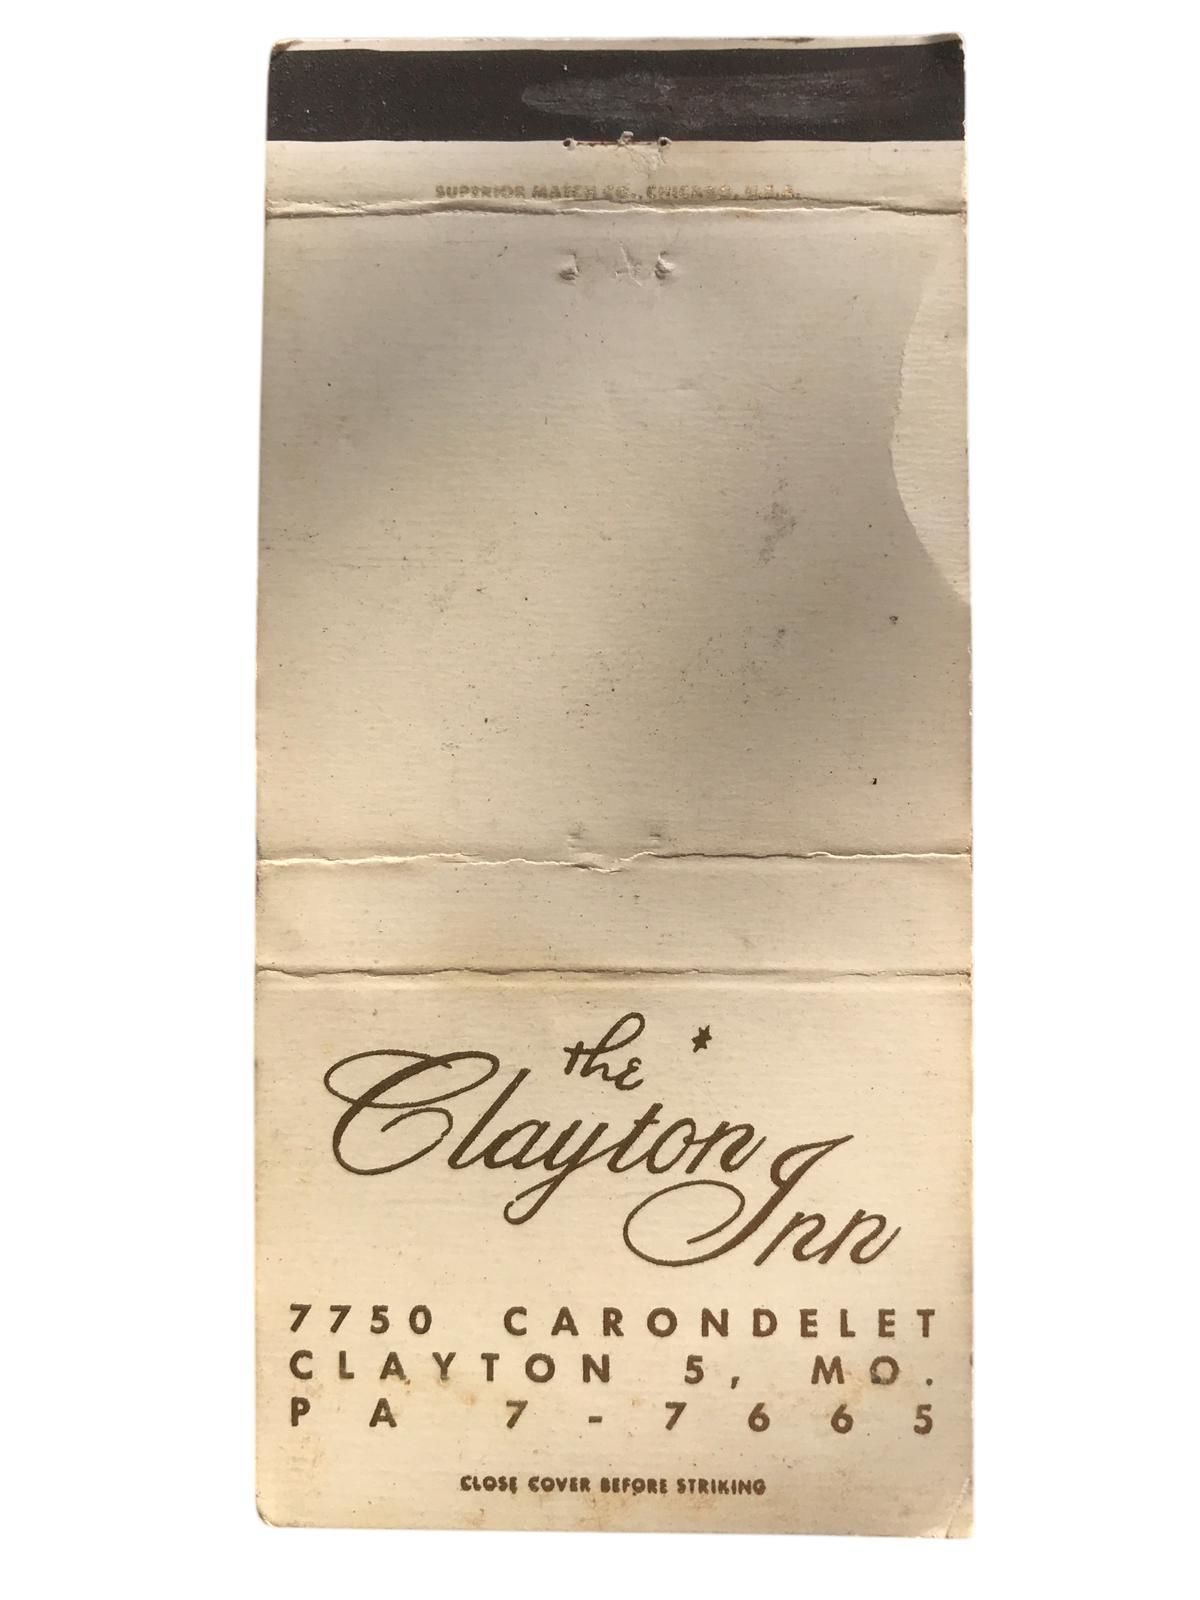 SUPERIOR MATCH CO., CHICAGO, U.S.A.
the *
Clayton
Inn
7750 CARONDELET
CLAYTON 5, MO.
PA 7-7665
CLOSE COVER BEFORE STRIKING